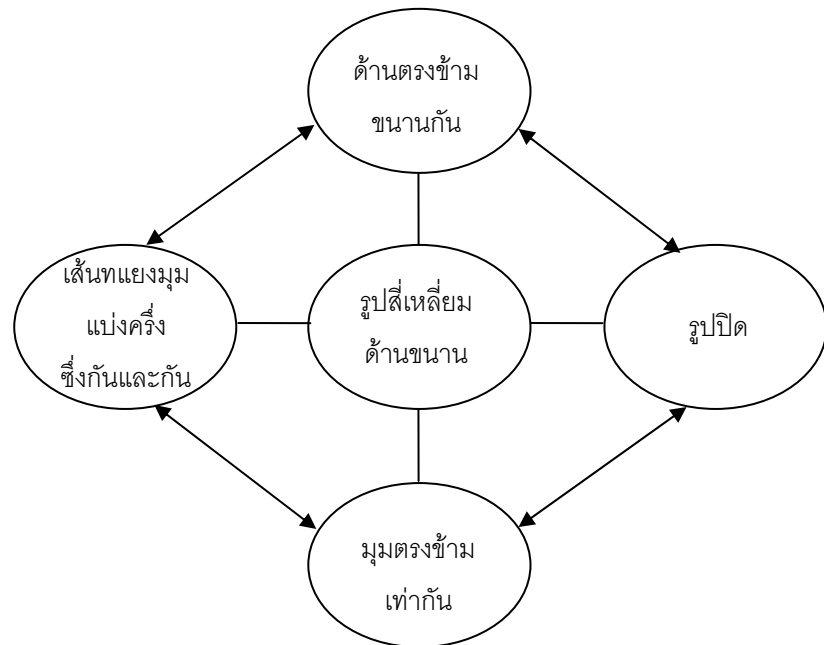 ด้านตรงข้าม
ขนานกัน
เส้นทแยงมุม
แบ่งครึ่ง
ซึ่งกันและกัน
รูปสี่เหลี่ยม
ด้านขนาน
รูปปิด
มุมตรงข้าม
เท่ากัน